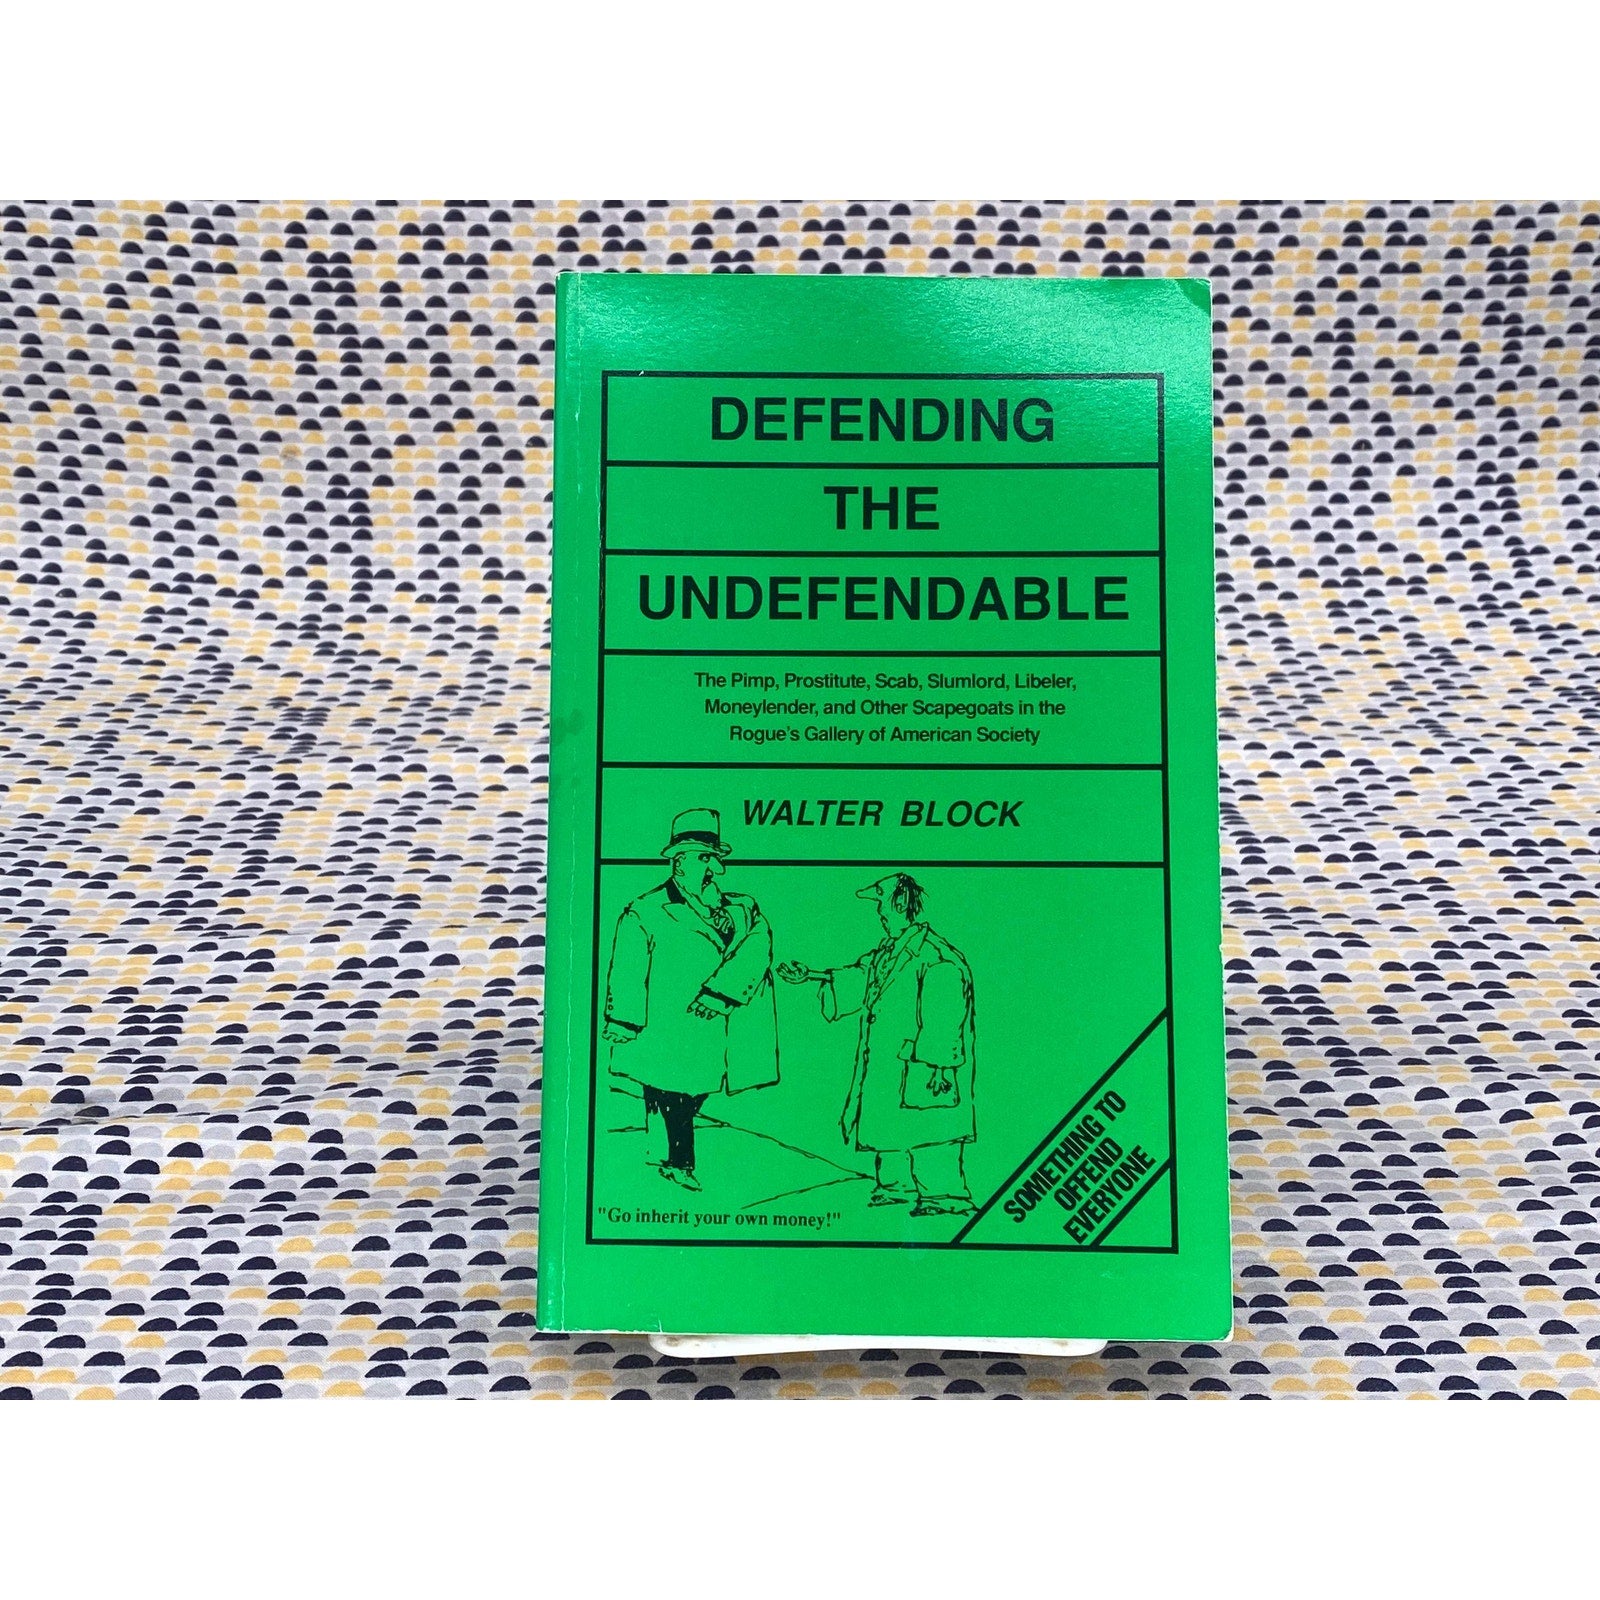 DEFENDING
THE
UNDEFENDABLE
The Pimp, Prostitute, Scab, Slumlord, Libeler,
Moneylender, and Other Scapegoats in the
Rogue's Gallery of American Society
WALTER BLOCK
"Go inherit your own money!"
SOMETHING TO
OFFEND
EVERYONE